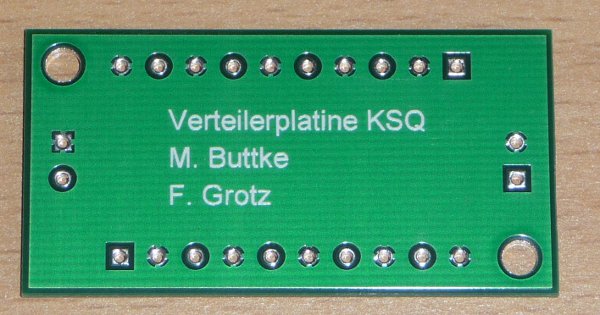 Verteilerplatine KSQ
M. Buttke
F. Grotz